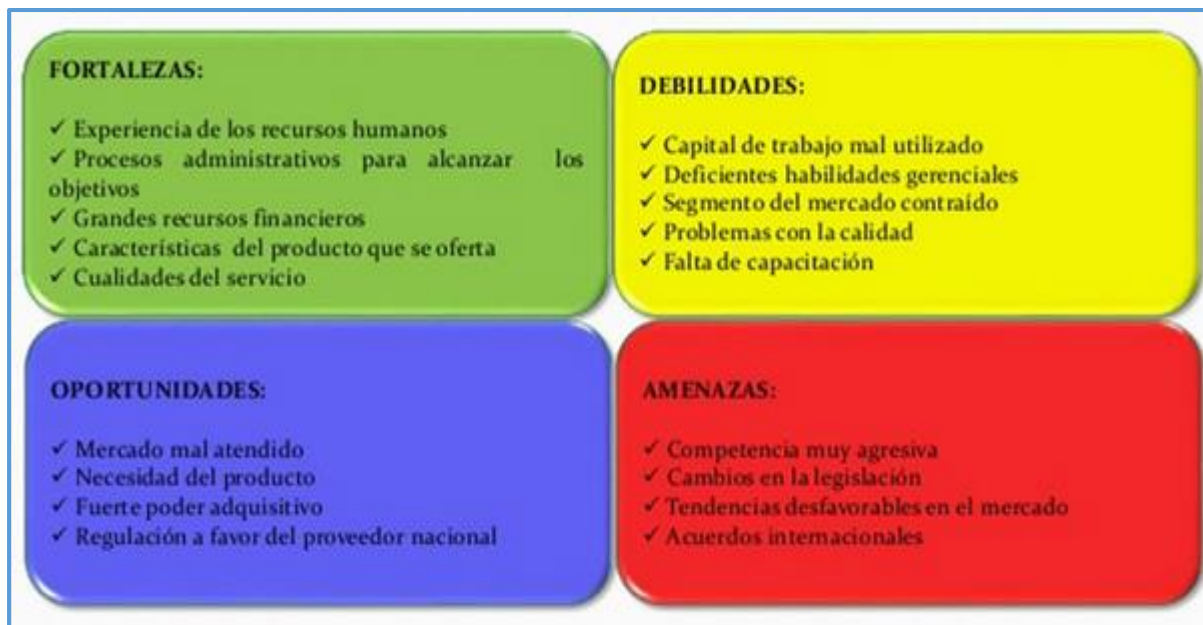 FORTALEZAS:
✓ Experiencia de los recursos humanos
✓ Procesos administrativos para alcanzar los
objetivos
✓ Grandes recursos financieros
✓ Características del producto que se oferta
✓ Cualidades del servicio
DEBILIDADES:
✓ Capital de trabajo mal utilizado
✓ Deficientes habilidades gerenciales
✓ Segmento del mercado contraído
✓ Problemas con la calidad
✓ Falta de capacitación
OPORTUNIDADES:
✓ Mercado mal atendido
✓ Necesidad del producto
✓ Fuerte poder adquisitivo
✓ Regulación a favor del proveedor nacional
AMENAZAS:
✓ Competencia muy agresiva
✓ Cambios en la legislación
✓ Tendencias desfavorables en el mercado
✓ Acuerdos internacionales